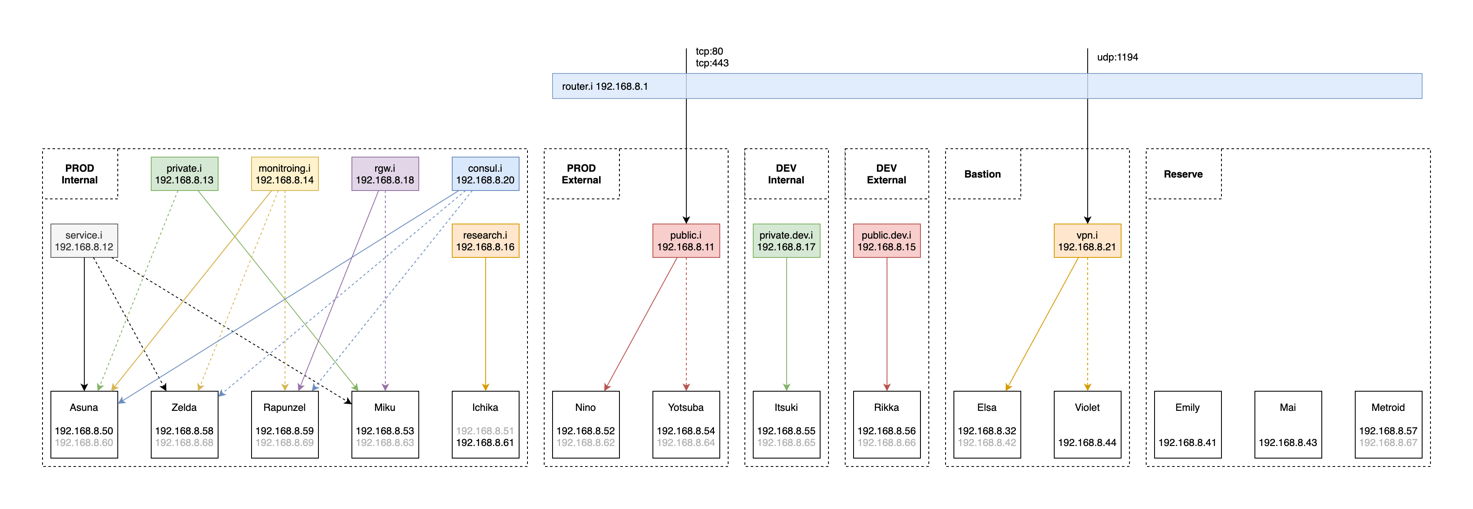 tcp:80
tcp:443
udp:1194
router.i 192.168.8.1
PROD
Internal
private.i
192.168.8.13
monitroing.i
192.168.8.14
rgw.i
192.168.8.18
consul.i
192.168.8.20
PROD
External
DEV
Internal
DEV
External
Bastion
Reserve
service.i
192.168.8.12
research.i
192.168.8.16
public.i
192.168.8.11
private.dev.i
192.168.8.17
public.dev.i
192.168.8.15
vpn.i
192.168.8.21
Asuna
192.168.8.50
192.168.8.60
Zelda
192.168.8.58
192.168.8.68
Rapunzel
192.168.8.59
192.168.8.69
Miku
192.168.8.53
192.168.8.63
Ichika
192.168.8.51
192.168.8.61
Nino
192.168.8.52
192.168.8.62
Yotsuba
192.168.8.54
192.168.8.64
Itsuki
192.168.8.55
192.168.8.65
Rikka
192.168.8.56
192.168.8.66
Elsa
192.168.8.32
192.168.8.42
Violet
192.168.8.44
Emily
192.168.8.41
Mai
192.168.8.43
Metroid
192.168.8.57
192.168.8.67